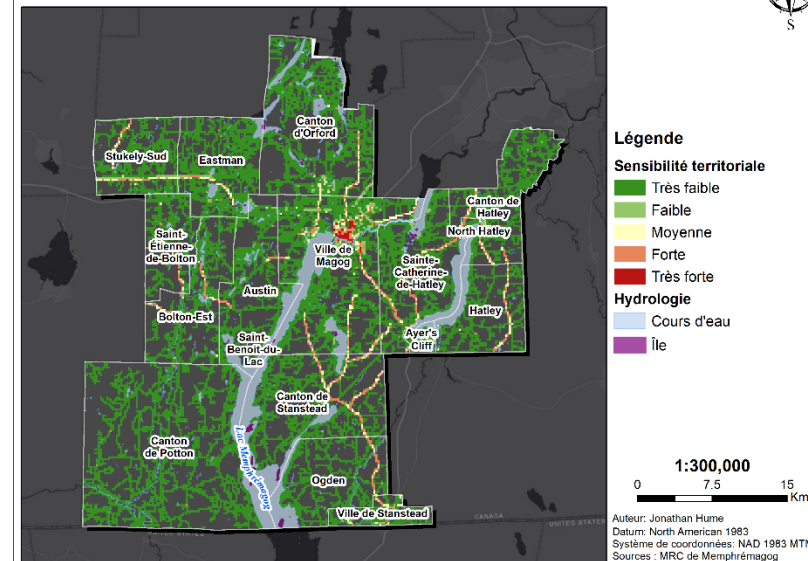 S
Canton
d'Orford
Stukely-Sud
Eastman
Saint-
Étienne-
de-Bolton
Ville de
Magog
Canton de
Hatley
North Hatley
Sainte-
Catherine-
de-Hatley
Austin
Bolton-Est
Hatley
Saint-
Benoit-du-
Lac
Ayer's
Cliff
Canton de
Stanstead
Canton
de Potton
Lac Memphrémagog
Ogden
Ville de Stanstead
CANADA
UNITED STATES
UNITED STATES
Légende
Sensibilité territoriale
Très faible
Faible
Moyenne
Forte
Très forte
Hydrologie
Cours d'eau
Île
1:300,000
0 7.5 15
Km
Auteur: Jonathan Hume
Datum: North American 1983
Système de coordonnées: NAD 1983 MTM
Sources : MRC de Memphrémagog